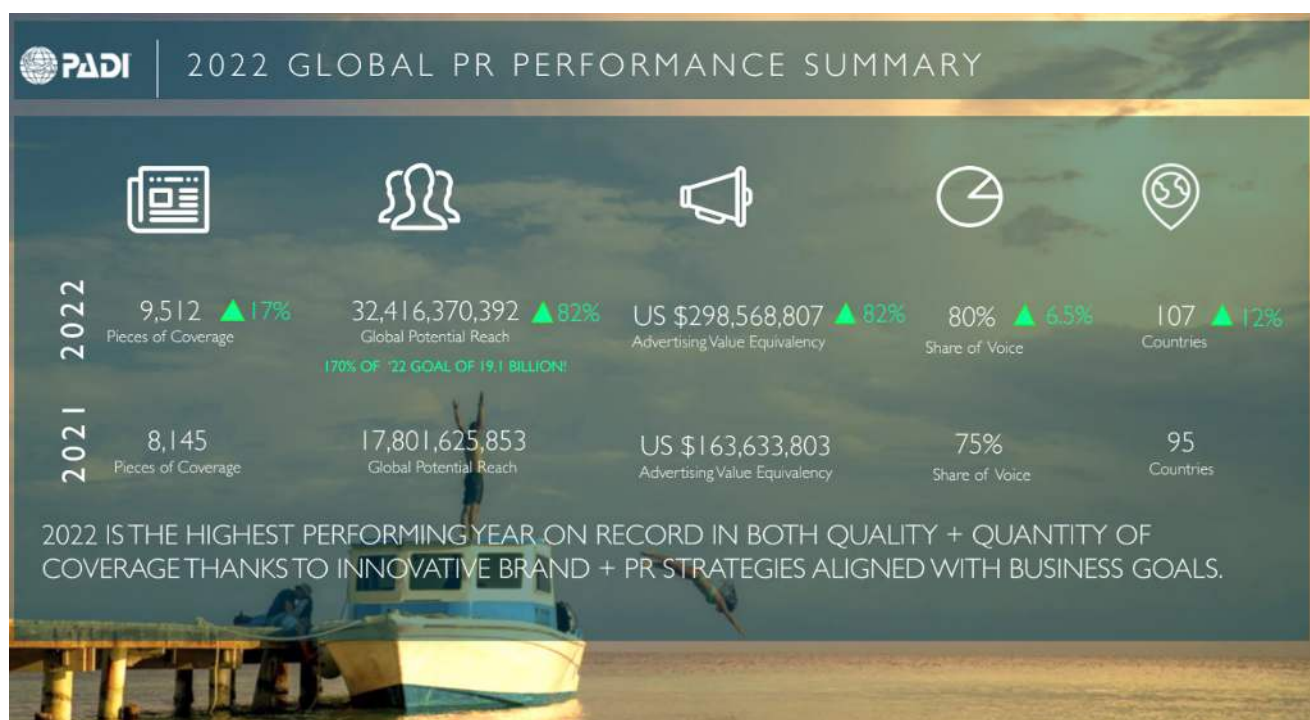 PADI
2022 GLOBAL PR PERFORMANCE SUMMARY
2022
9,512 ▲ 17%
Pieces of Coverage
32,416,370,392 ▲ 82%
Global Potential Reach
170% OF '22 GOAL OF 19.1 BILLION!
US $298,568,807 ▲ 82%
Advertising Value Equivalency
80% ▲ 6.5%
Share of Voice
107 ▲ 12%
Countries
2021
8,145
Pieces of Coverage
17,801,625,853
Global Potential Reach
US $163,633,803
Advertising Value Equivalency
75%
Share of Voice
95
Countries
2022 IS THE HIGHEST PERFORMING YEAR ON RECORD IN BOTH QUALITY + QUANTITY OF
COVERAGE THANKS TO INNOVATIVE BRAND + PR STRATEGIES ALIGNED WITH BUSINESS GOALS.